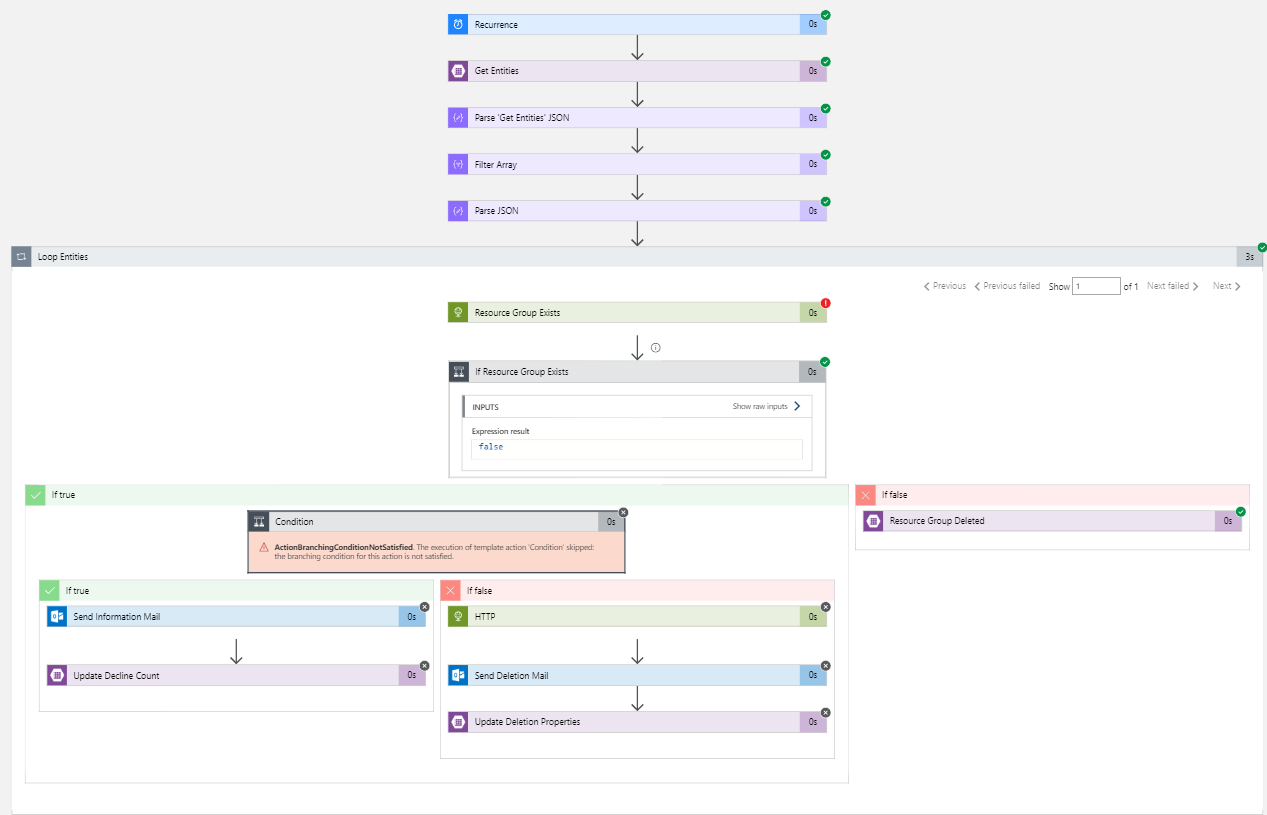 Recurrence 0s
Get Entities 0s
Parse 'Get Entities' JSON 0s
Filter Array 0s
Parse JSON 0s
Loop Entities 3s
Previous Previous failed Show 1 of 1 Next failed Next
Resource Group Exists 0s
If Resource Group Exists 0s
INPUTS Show raw inputs
Expression result
false
If true
If false
Condition 0s
Resource Group Deleted 0s
ActionBranchingConditionNotSatisfied. The execution of template action 'Condition' skipped:
the branching condition for this action is not satisfied.
If true
If false
Send Information Mail 0s
HTTP 0s
Update Decline Count 0s
Send Deletion Mail 0s
Update Deletion Properties 0s